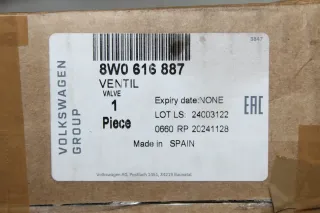 8W0 616 887
VENTIL
VALVE
1
Piece
Expiry date:NONE
LOT LS: 24003122
0660 RP 20241128
Made in SPAIN
VOLKSWAGEN
GROUP
EAC